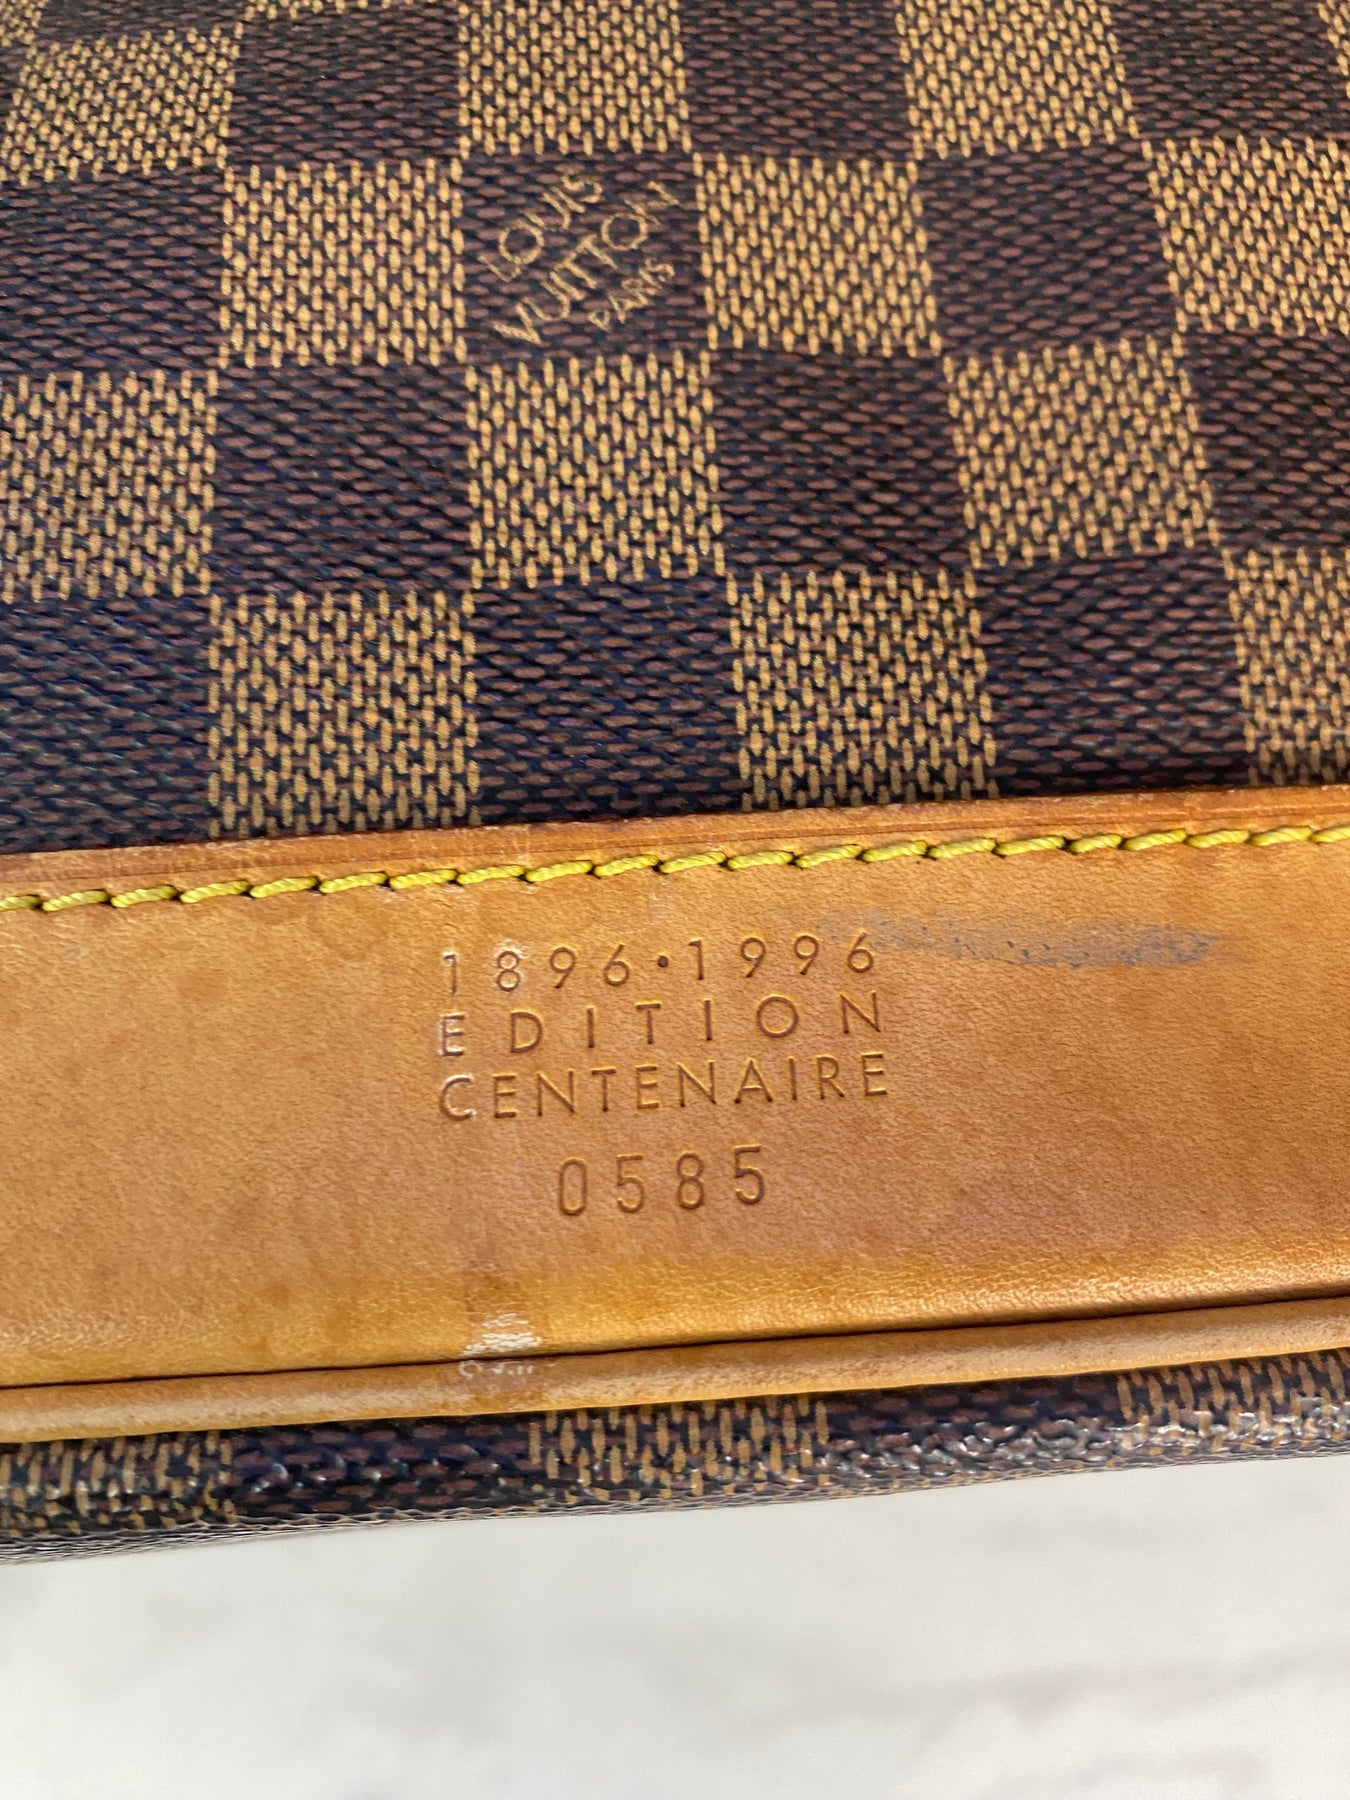 LOUIS
VUITTON
PARIS
1896·1996
EDITION
CENTENAIRE
0585